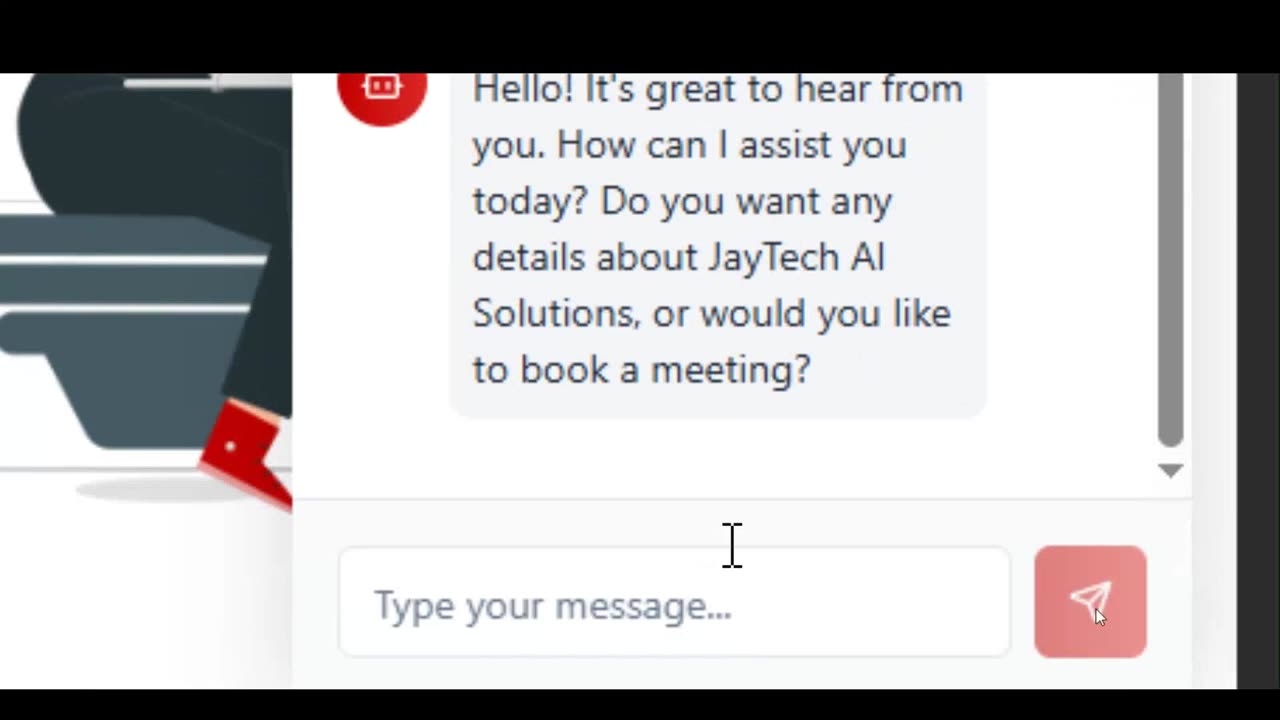 Hello! It's great to hear from
you. How can I assist you
today? Do you want any
details about JayTech AI
Solutions, or would you like
to book a meeting?
Type your message...